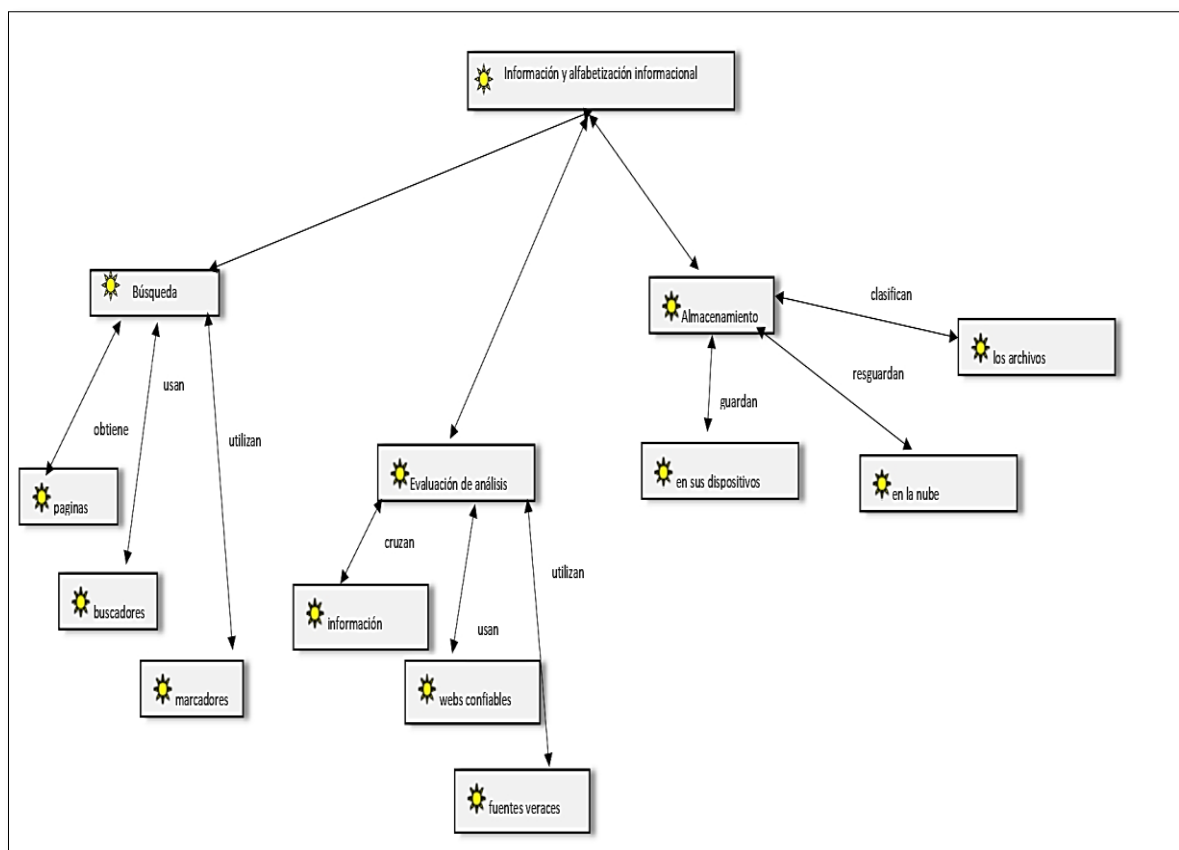 Información y alfabetización informacional
Búsqueda
Almacenamiento
clasifican
los archivos
usan
resguardan
guardan
obtiene
utilizan
Evaluación de análisis
en sus dispositivos
en la nube
paginas
cruzan
utilizan
buscadores
información
usan
marcadores
webs confiables
fuentes veraces